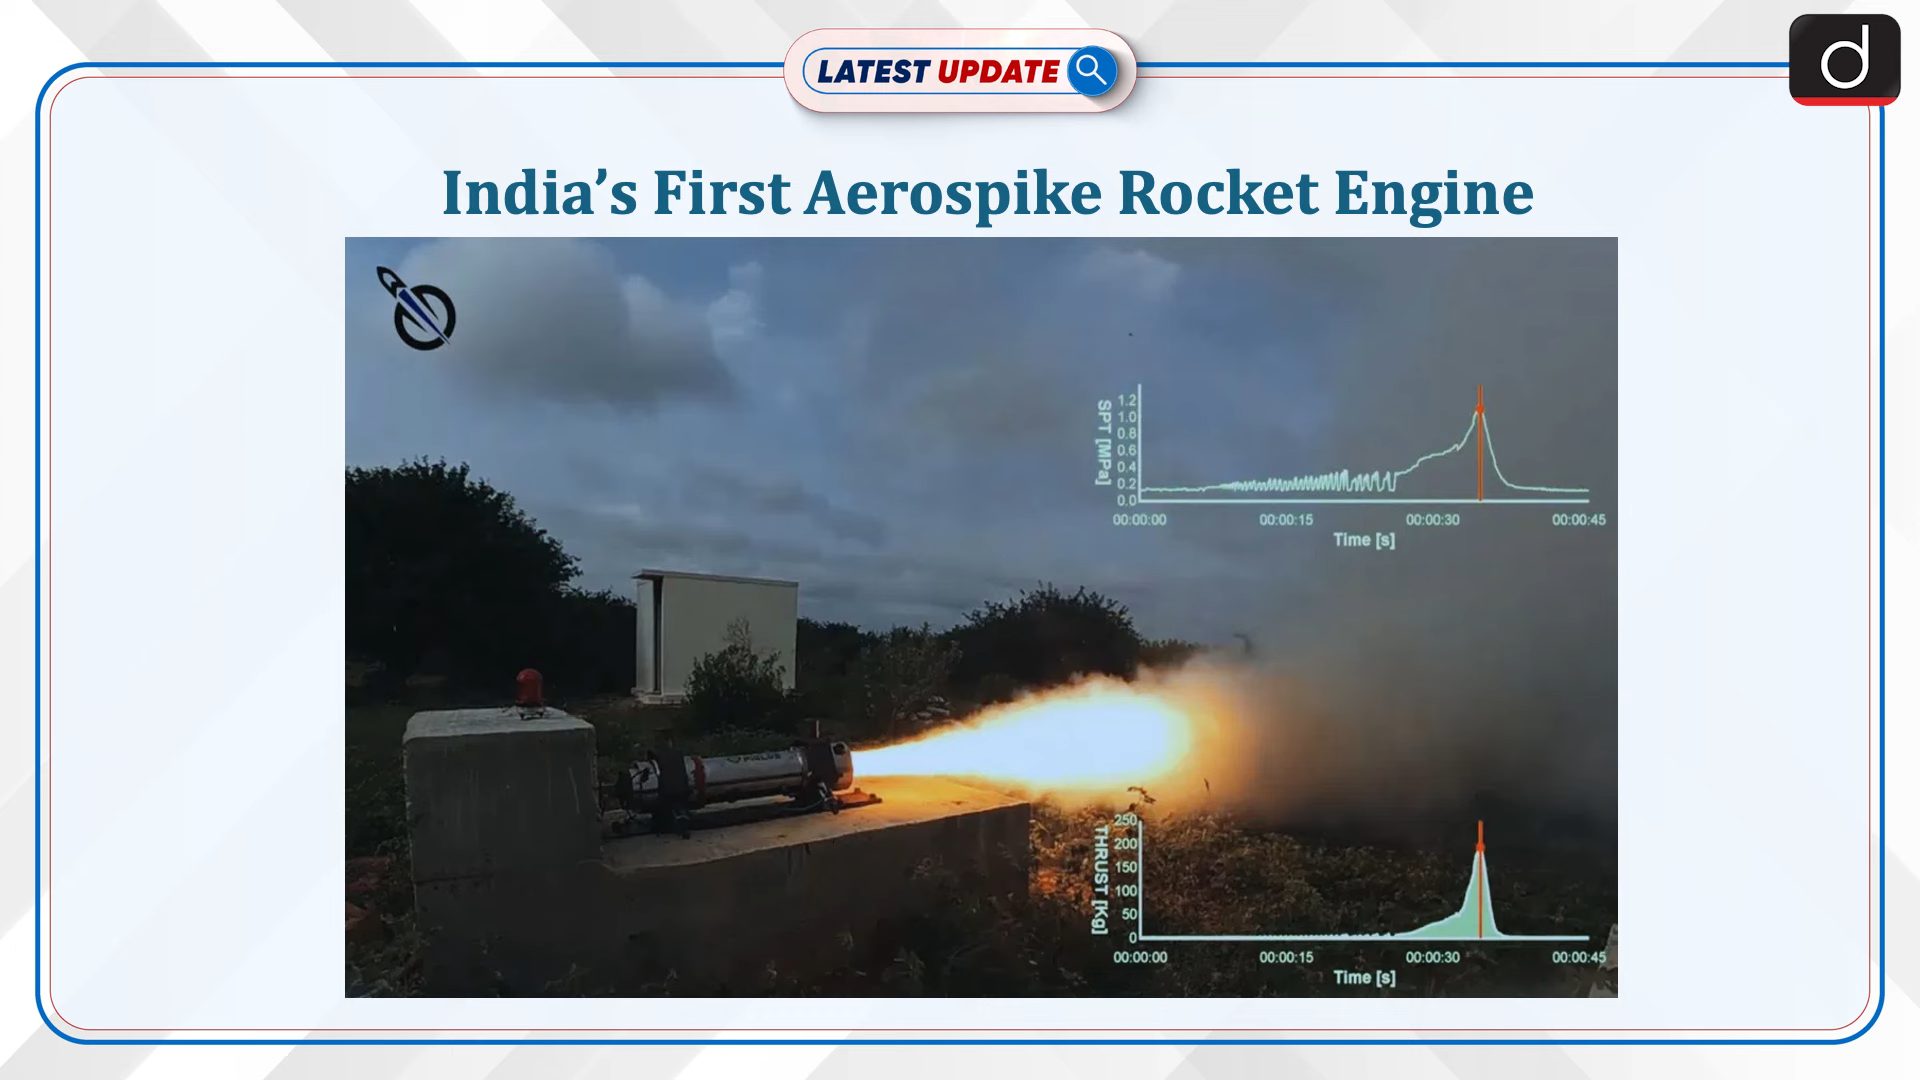 LATEST UPDATE
d
India's First Aerospike Rocket Engine
SPT [MPa]
1.2
1.0
0.8
0.6
0.4
0.2
0.0
00:00:00 00:00:15 00:00:30 00:00:45
Time [s]
THRUST [Kg]
250
200
150
100
50
0
00:00:00 00:00:15 00:00:30 00:00:45
Time [s]